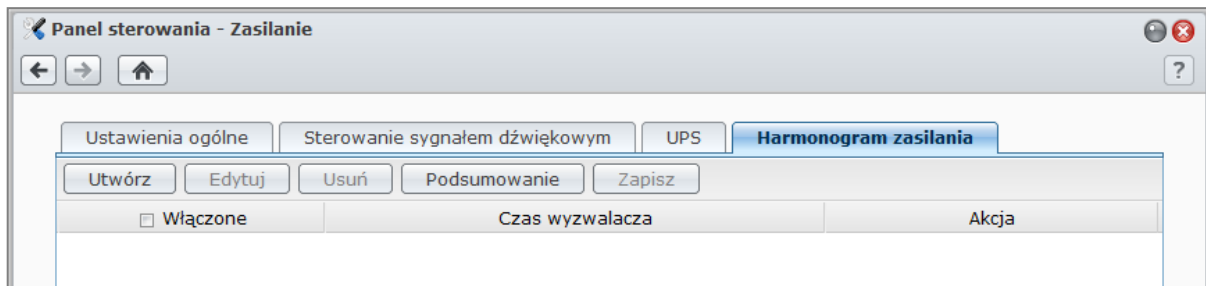 Panel sterowania - Zasilanie
?
Ustawienia ogólne Sterowanie sygnałem dźwiękowym UPS Harmonogram zasilania
Utwórz Edytuj Usuń Podsumowanie Zapisz
Włączone Czas wyzwalacza Akcja